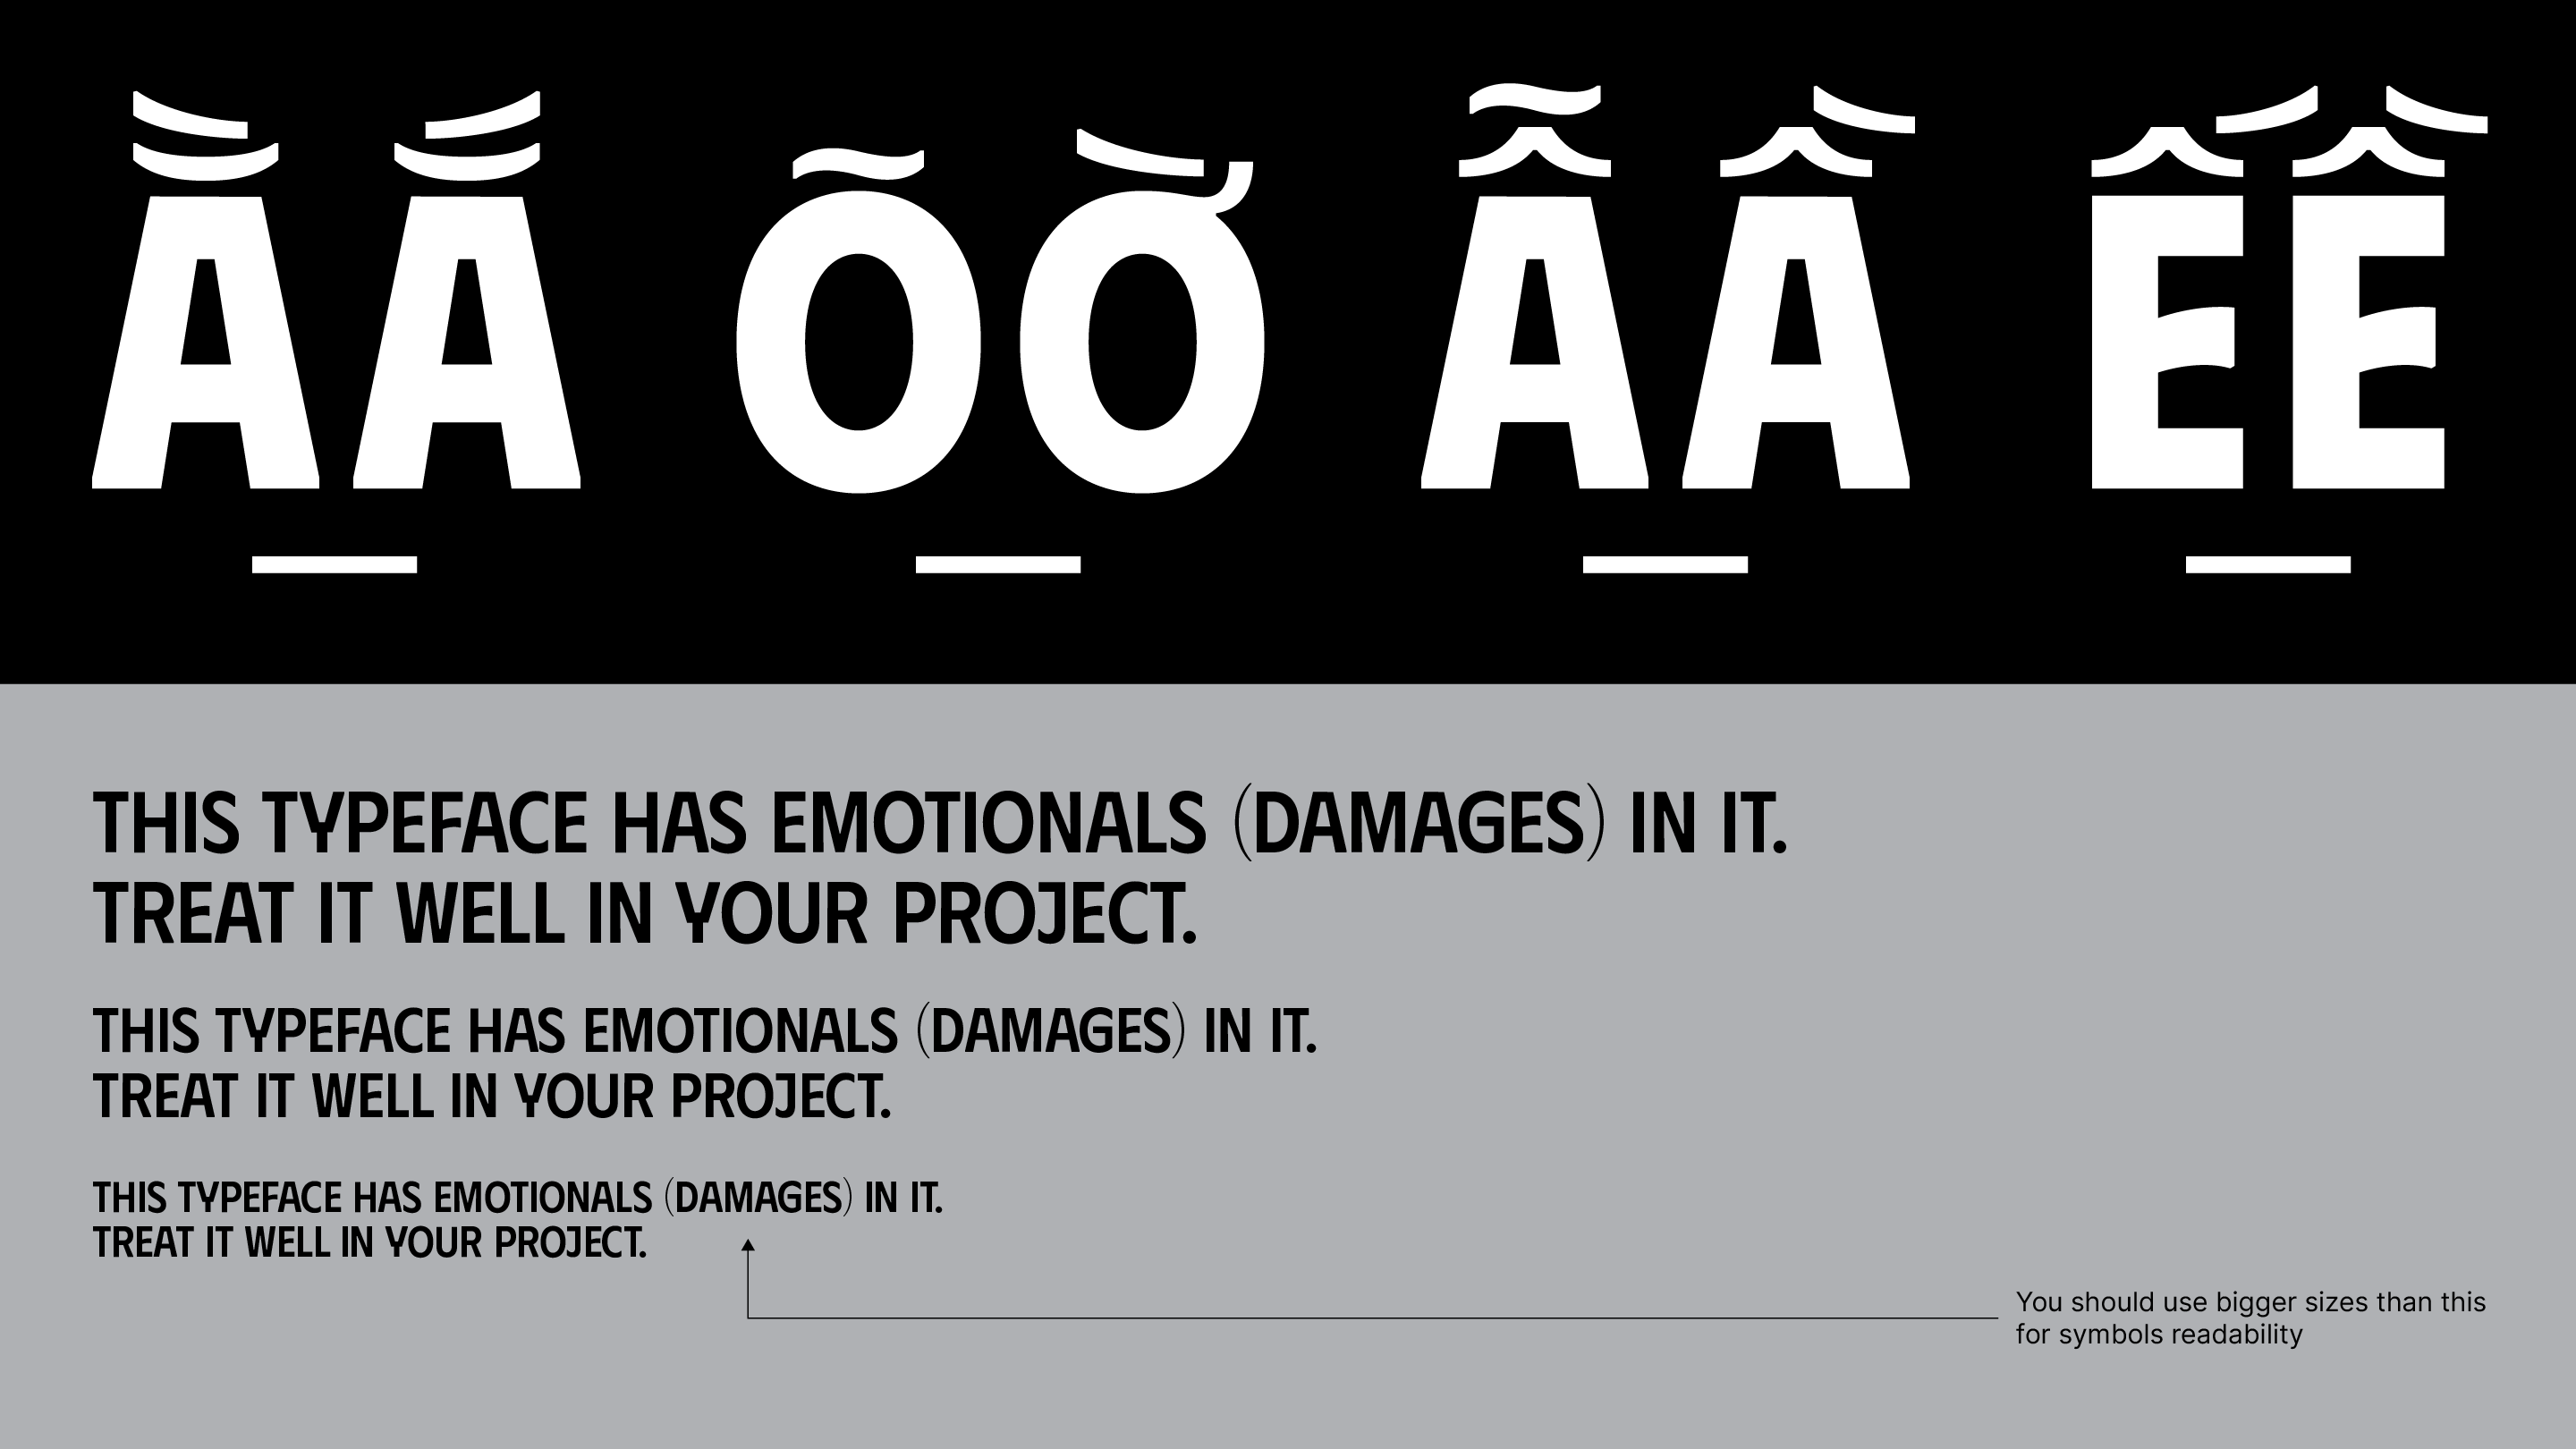 ẰẮ ÕỜ ẪẦ ẾỀ
THIS TYPEFACE HAS EMOTIONALS (DAMAGES) IN IT.
TREAT IT WELL IN YOUR PROJECT.
THIS TYPEFACE HAS EMOTIONALS (DAMAGES) IN IT.
TREAT IT WELL IN YOUR PROJECT.
THIS TYPEFACE HAS EMOTIONALS (DAMAGES) IN IT.
TREAT IT WELL IN YOUR PROJECT.
You should use bigger sizes than this
for symbols readability